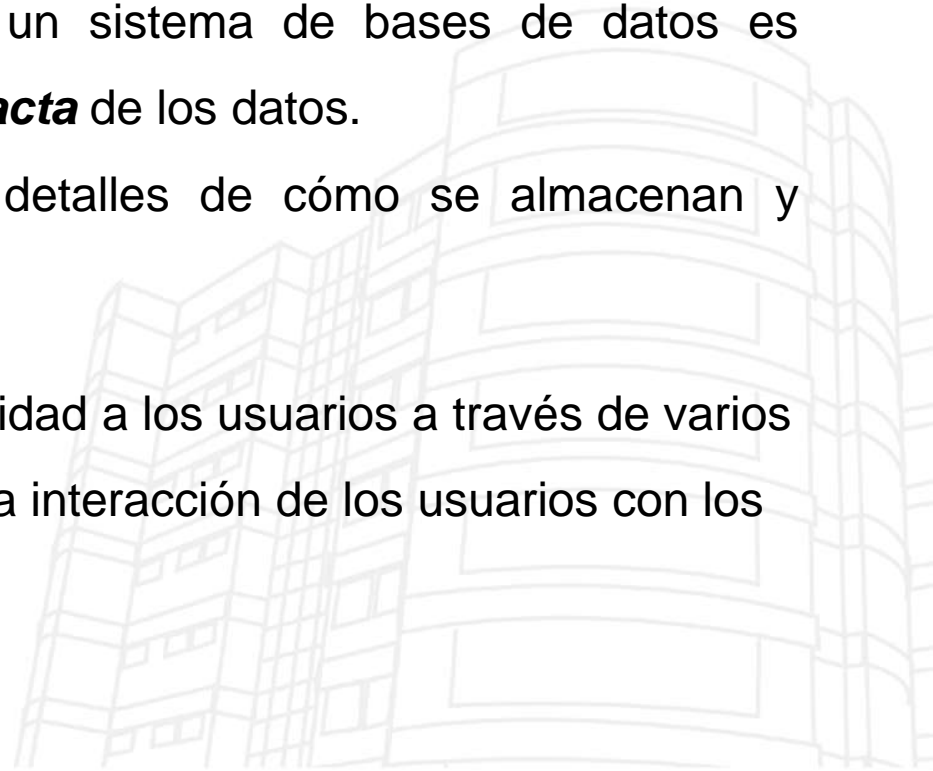 un sistema de bases de datos es
acta de los datos.
detalles de cómo se almacenan y
idad a los usuarios a través de varios
a interacción de los usuarios con los